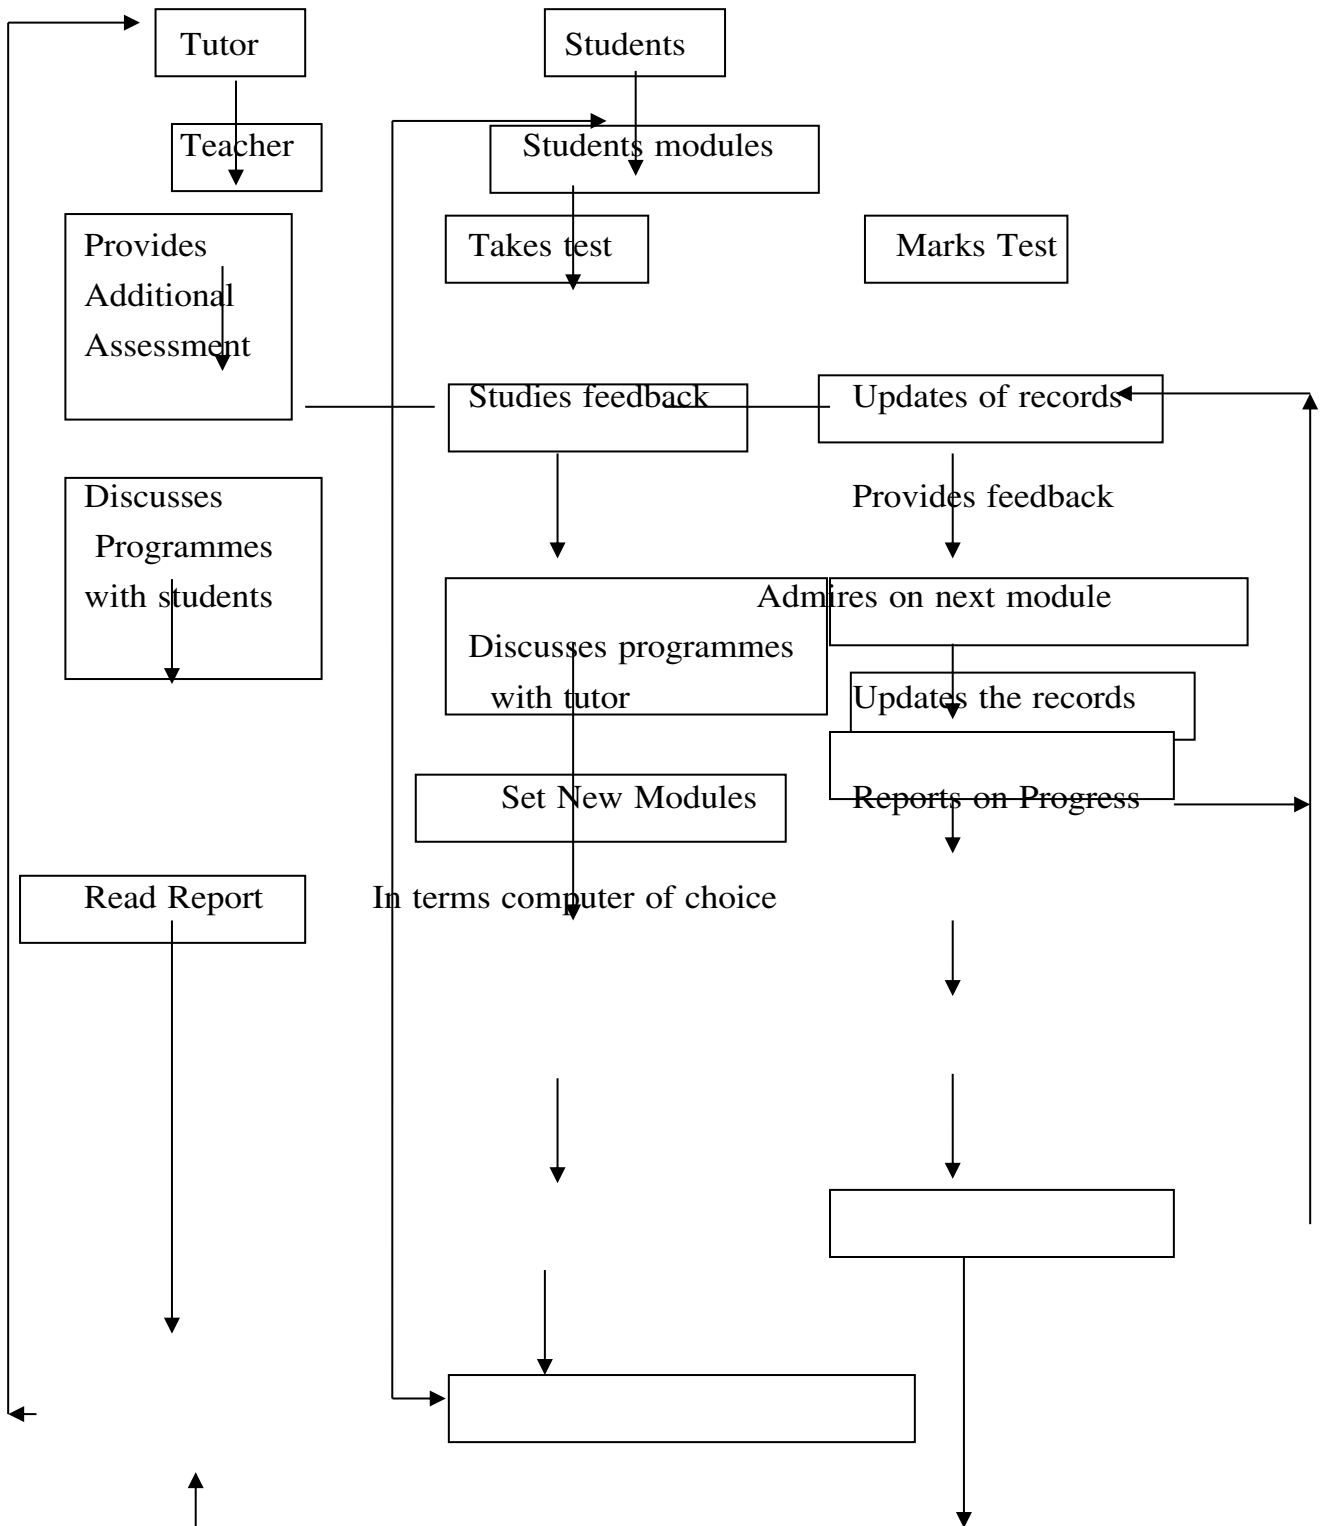 Tutor Students
Teacher Students modules
Provides Takes test Marks Test
Additional
Assessment
Studies feedback Updates of records
Discusses Provides feedback
Programmes
with students Admires on next module
Discusses programmes
with tutor Updates the records
Set New Modules Reports on Progress
Read Report In terms computer of choice